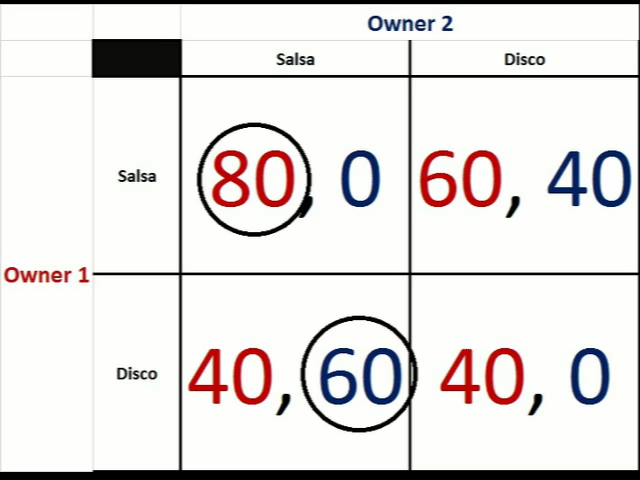 Owner 2
Salsa Disco
Salsa 80, 0 60, 40
Owner 1
Disco 40, 60 40, 0